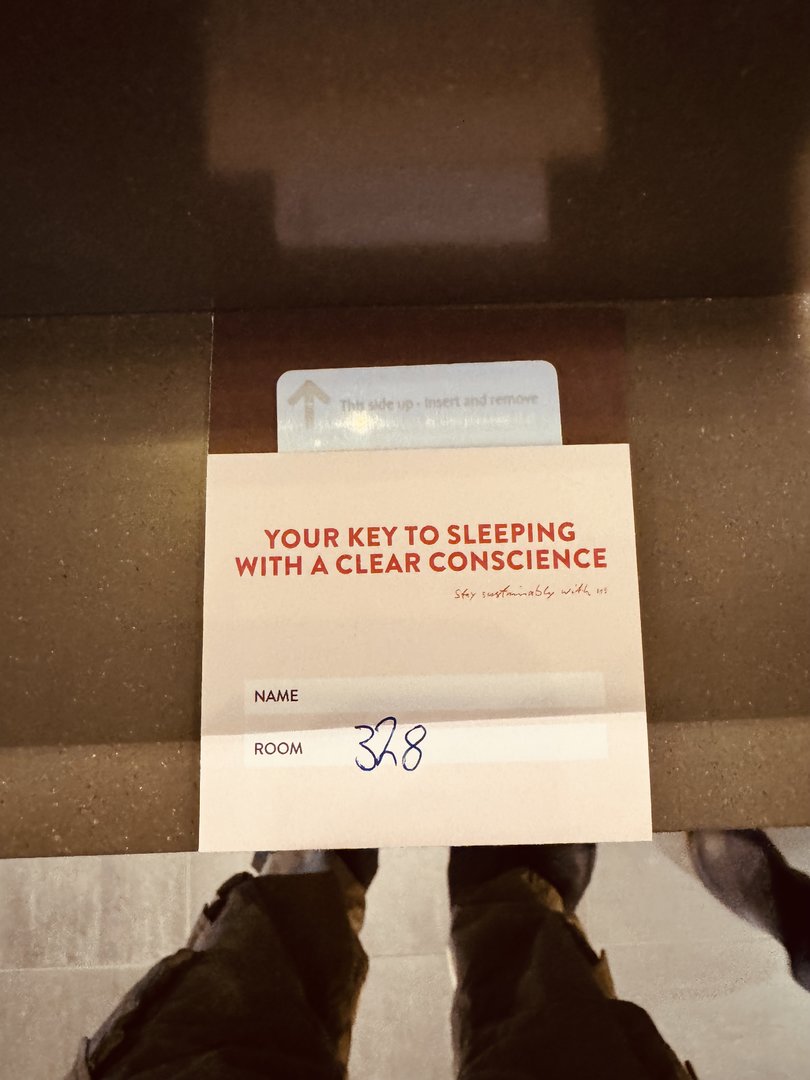 This side up - Insert and remove
YOUR KEY TO SLEEPING
WITH A CLEAR CONSCIENCE
Stay sustainably with us
NAME
ROOM 328